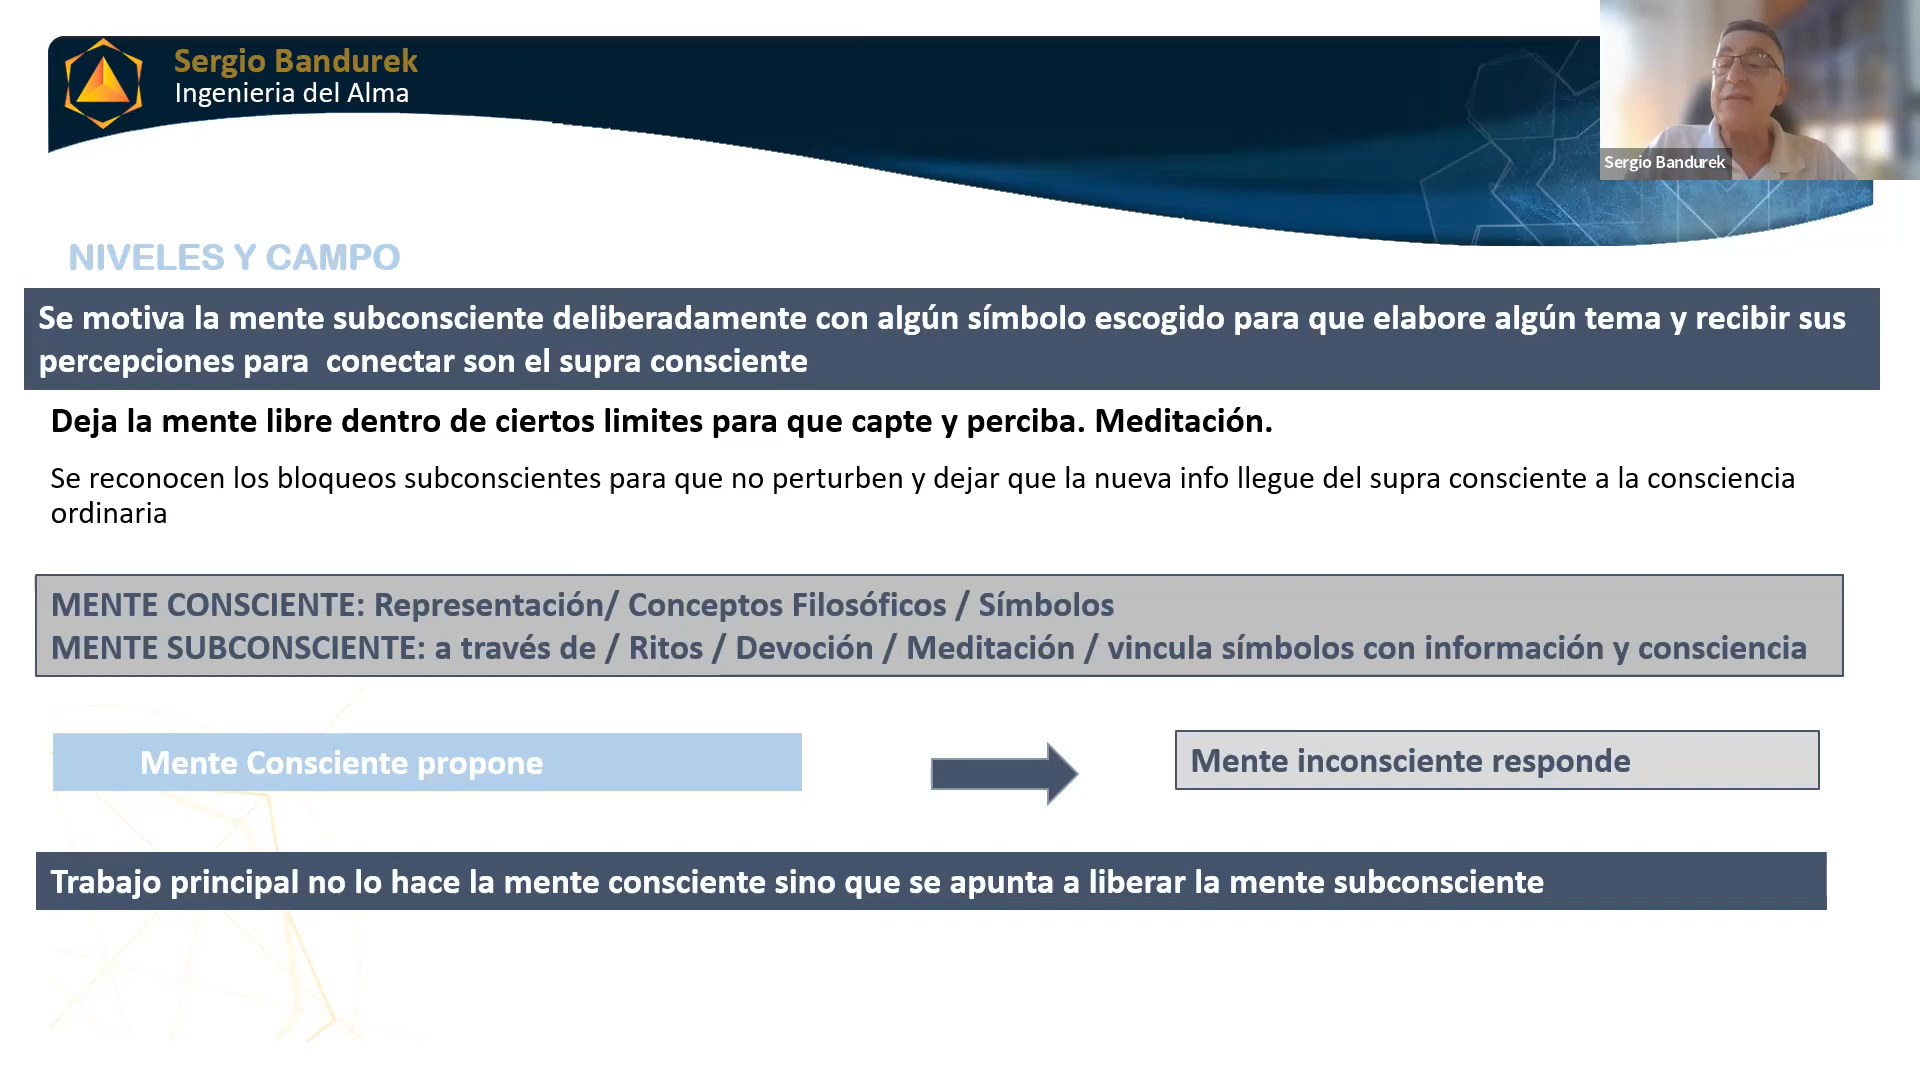 Sergio Bandurek
Ingenieria del Alma
Sergio Bandurek
NIVELES Y CAMPO
Se motiva la mente subconsciente deliberadamente con algún símbolo escogido para que elabore algún tema y recibir sus
percepciones para  conectar son el supra consciente
Deja la mente libre dentro de ciertos limites para que capte y perciba. Meditación.
Se reconocen los bloqueos subconscientes para que no perturben y dejar que la nueva info llegue del supra consciente a la consciencia
ordinaria
MENTE CONSCIENTE: Representación/ Conceptos Filosóficos / Símbolos
MENTE SUBCONSCIENTE: a través de / Ritos / Devoción / Meditación / vincula símbolos con información y consciencia
Mente Consciente propone
Mente inconsciente responde
Trabajo principal no lo hace la mente consciente sino que se apunta a liberar la mente subconsciente